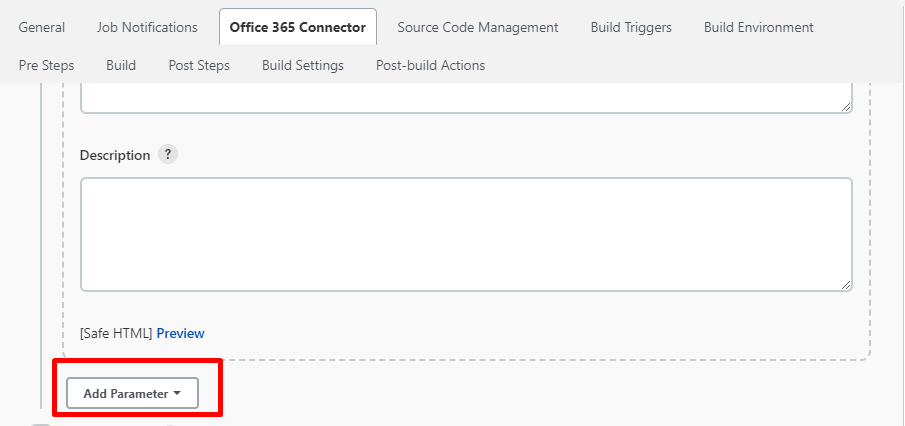 General Job Notifications Office 365 Connector Source Code Management Build Triggers Build Environment
Pre Steps Build Post Steps Build Settings Post-build Actions
Description ?
[Safe HTML] Preview
Add Parameter